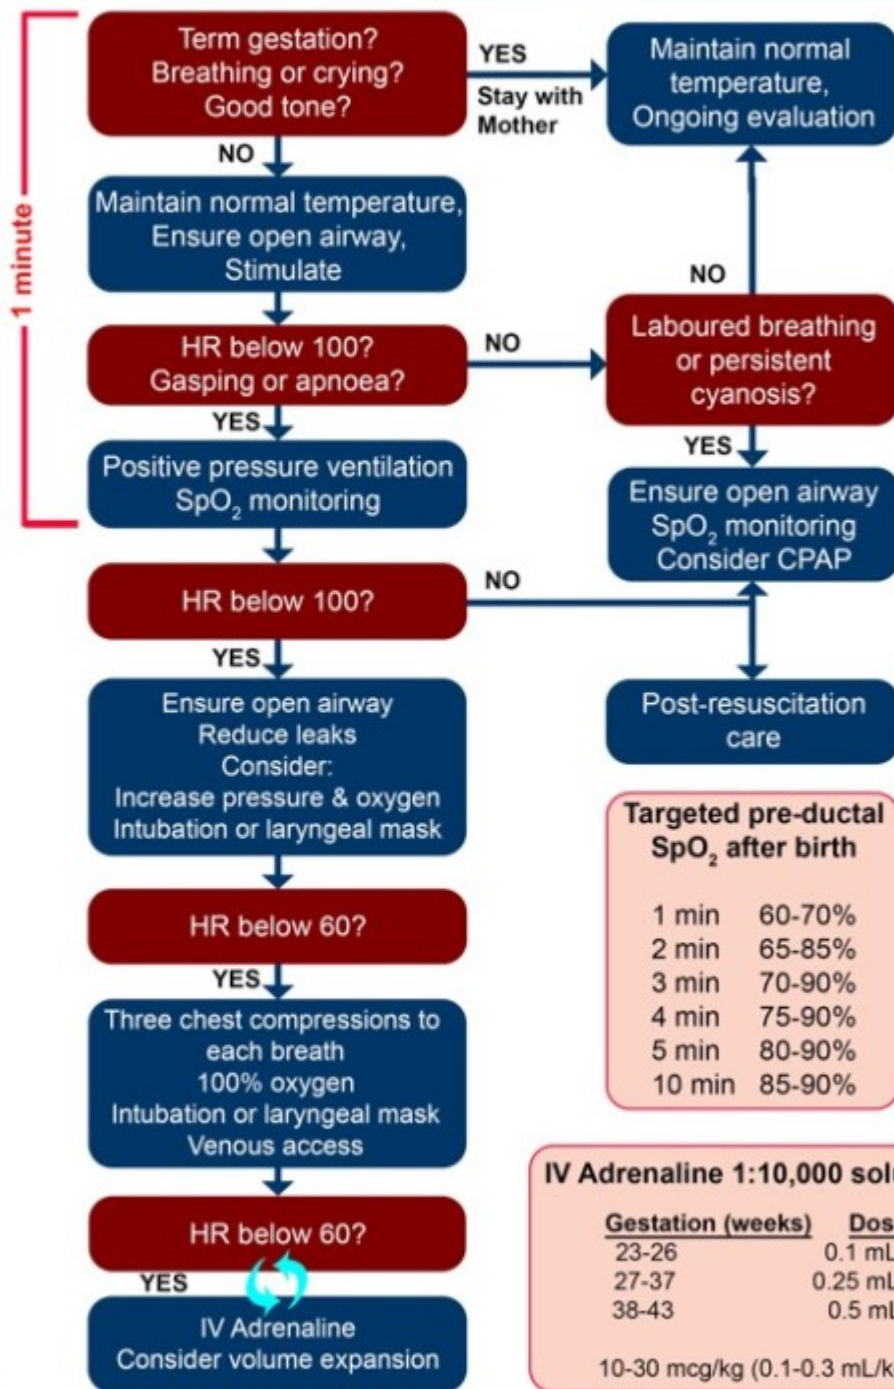 1 minute
Term gestation?
Breathing or crying?
Good tone?
YES
Stay with
Mother
Maintain normal
temperature,
Ongoing evaluation
NO
Maintain normal temperature,
Ensure open airway,
Stimulate
HR below 100?
Gasping or apnoea?
NO
Laboured breathing
or persistent
cyanosis?
NO
YES
Positive pressure ventilation
SpO₂ monitoring
YES
Ensure open airway
SpO₂ monitoring
Consider CPAP
HR below 100?
NO
Post-resuscitation
care
YES
Ensure open airway
Reduce leaks
Consider:
Increase pressure & oxygen
Intubation or laryngeal mask
HR below 60?
YES
Three chest compressions to
each breath
100% oxygen
Intubation or laryngeal mask
Venous access
HR below 60?
YES
IV Adrenaline
Consider volume expansion
Targeted pre-ductal
SpO₂ after birth
1 min 60-70%
2 min 65-85%
3 min 70-90%
4 min 75-90%
5 min 80-90%
10 min 85-90%
IV Adrenaline 1:10,000
Gestation (weeks)
23-26 0.1 mL
27-37 0.25 mL
38-43 0.5 mL
10-30 mcg/kg (0.1-0.3